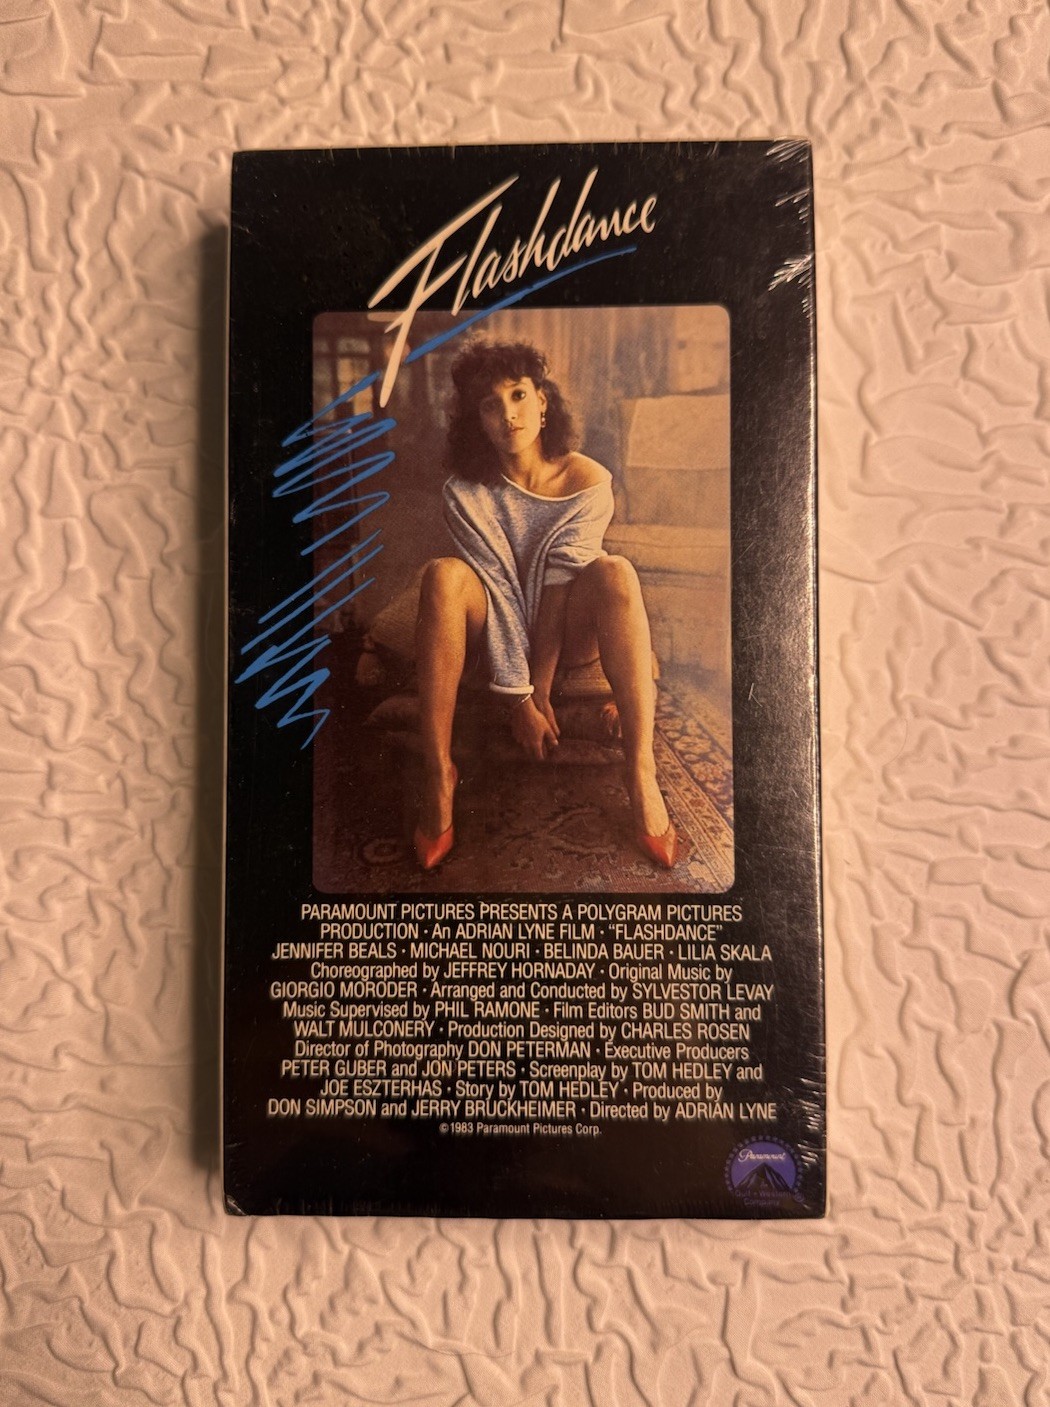 Flashdance
PARAMOUNT PICTURES PRESENTS A POLYGRAM PICTURES
PRODUCTION · An ADRIAN LYNE FILM · “FLASHDANCE”
JENNIFER BEALS · MICHAEL NOURI · BELINDA BAUER · LILIA SKALA
Choreographed by JEFFREY HORNADAY · Original Music by
GIORGIO MORODER · Arranged and Conducted by SYLVESTOR LEVAY
Music Supervised by PHIL RAMONE · Film Editors BUD SMITH and
WALT MULCONERY · Production Designed by CHARLES ROSEN
Director of Photography DON PETERMAN · Executive Producers
PETER GUBER and JON PETERS · Screenplay by TOM HEDLEY and
JOE ESZTERHAS · Story by TOM HEDLEY · Produced by
DON SIMPSON and JERRY BRUCKHEIMER · Directed by ADRIAN LYNE
©1983 Paramount Pictures Corp.
Paramount
Gulf + Western
Company